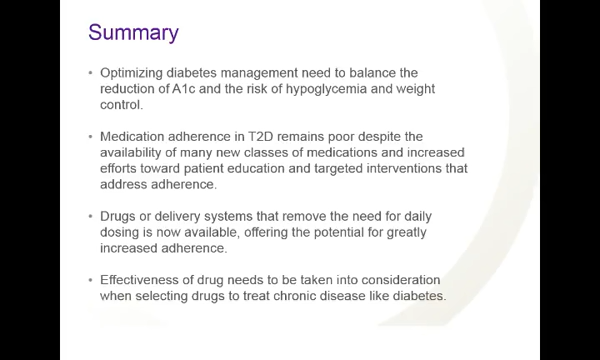 Summary
• Optimizing diabetes management need to balance the
reduction of A1c and the risk of hypoglycemia and weight
control.
• Medication adherence in T2D remains poor despite the
availability of many new classes of medications and increased
efforts toward patient education and targeted interventions that
address adherence.
• Drugs or delivery systems that remove the need for daily
dosing is now available, offering the potential for greatly
increased adherence.
• Effectiveness of drug needs to be taken into consideration
when selecting drugs to treat chronic disease like diabetes.